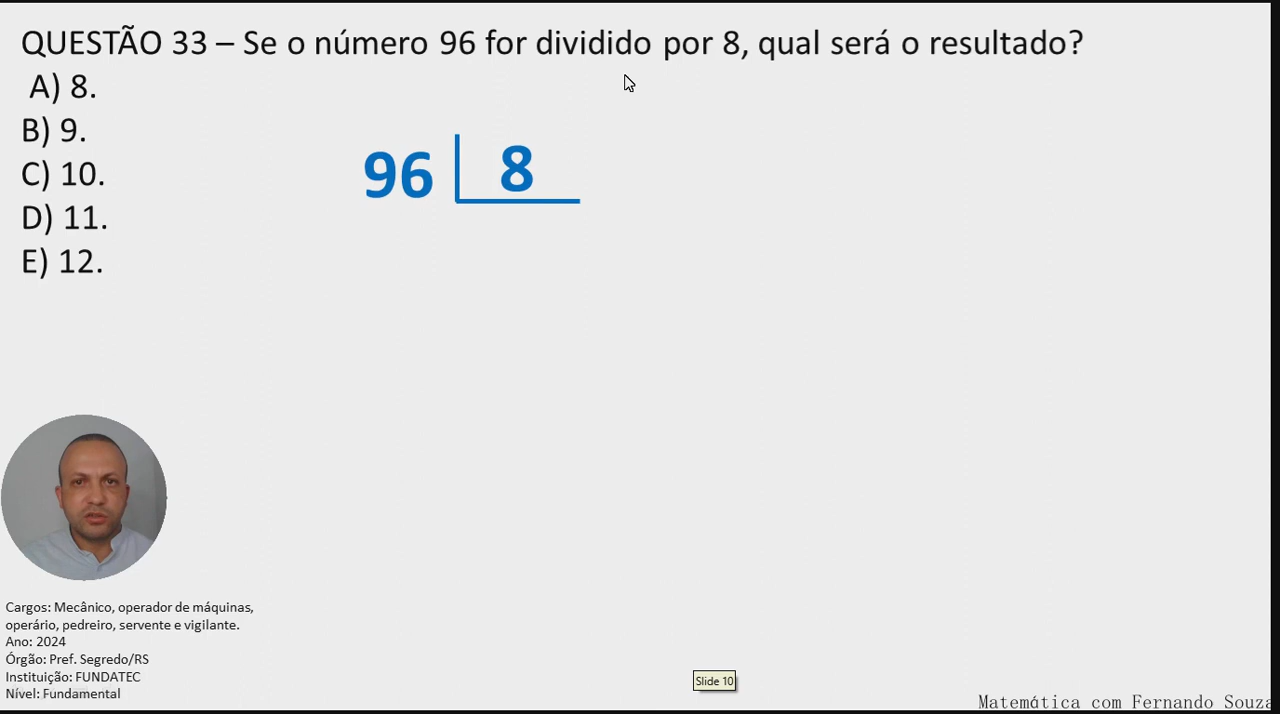 QUESTÃO 33 – Se o número 96 for dividido por 8, qual será o resultado?
A) 8.
B) 9.
C) 10.
D) 11.
E) 12.
96 8
Cargos: Mecânico, operador de máquinas,
operário, pedreiro, servente e vigilante.
Ano: 2024
Órgão: Pref. Segredo/RS
Instituição: FUNDATEC
Nível: Fundamental
Slide 10
Matemática com Fernando Souza